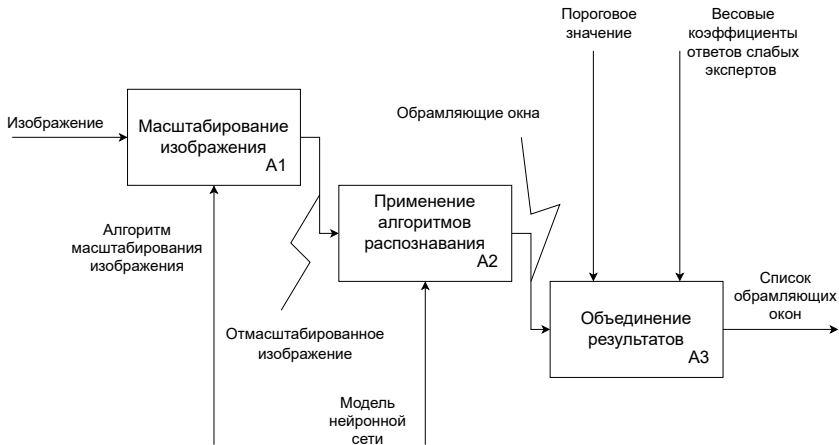 Пороговое
значение
Весовые
коэффициенты
ответов слабых
экспертов
Изображение
Масштабирование
изображения
A1
Обрамляющие окна
Применение
алгоритмов
распознавания
A2
Алгоритм
масштабирования
изображения
Отмасштабированное
изображение
Объединение
результатов
A3
Список
обрамляющих
окон
Модель
нейронной
сети